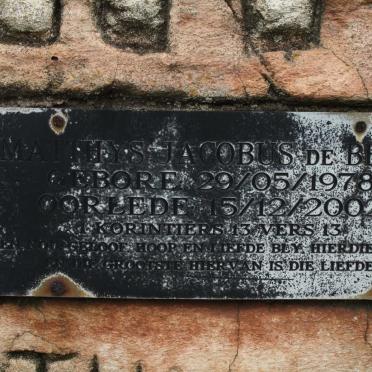 MATTHYS JACOBUS DE BE
GEBORE 29/05/1978
OORLEDE 15/12/2002
1 KORINTIERS 13 VERS 13
GELOOF HOOP EN LIEFDE BLY, HIERDIE
GROOTSTE HIERVAN IS DIE LIEFDE